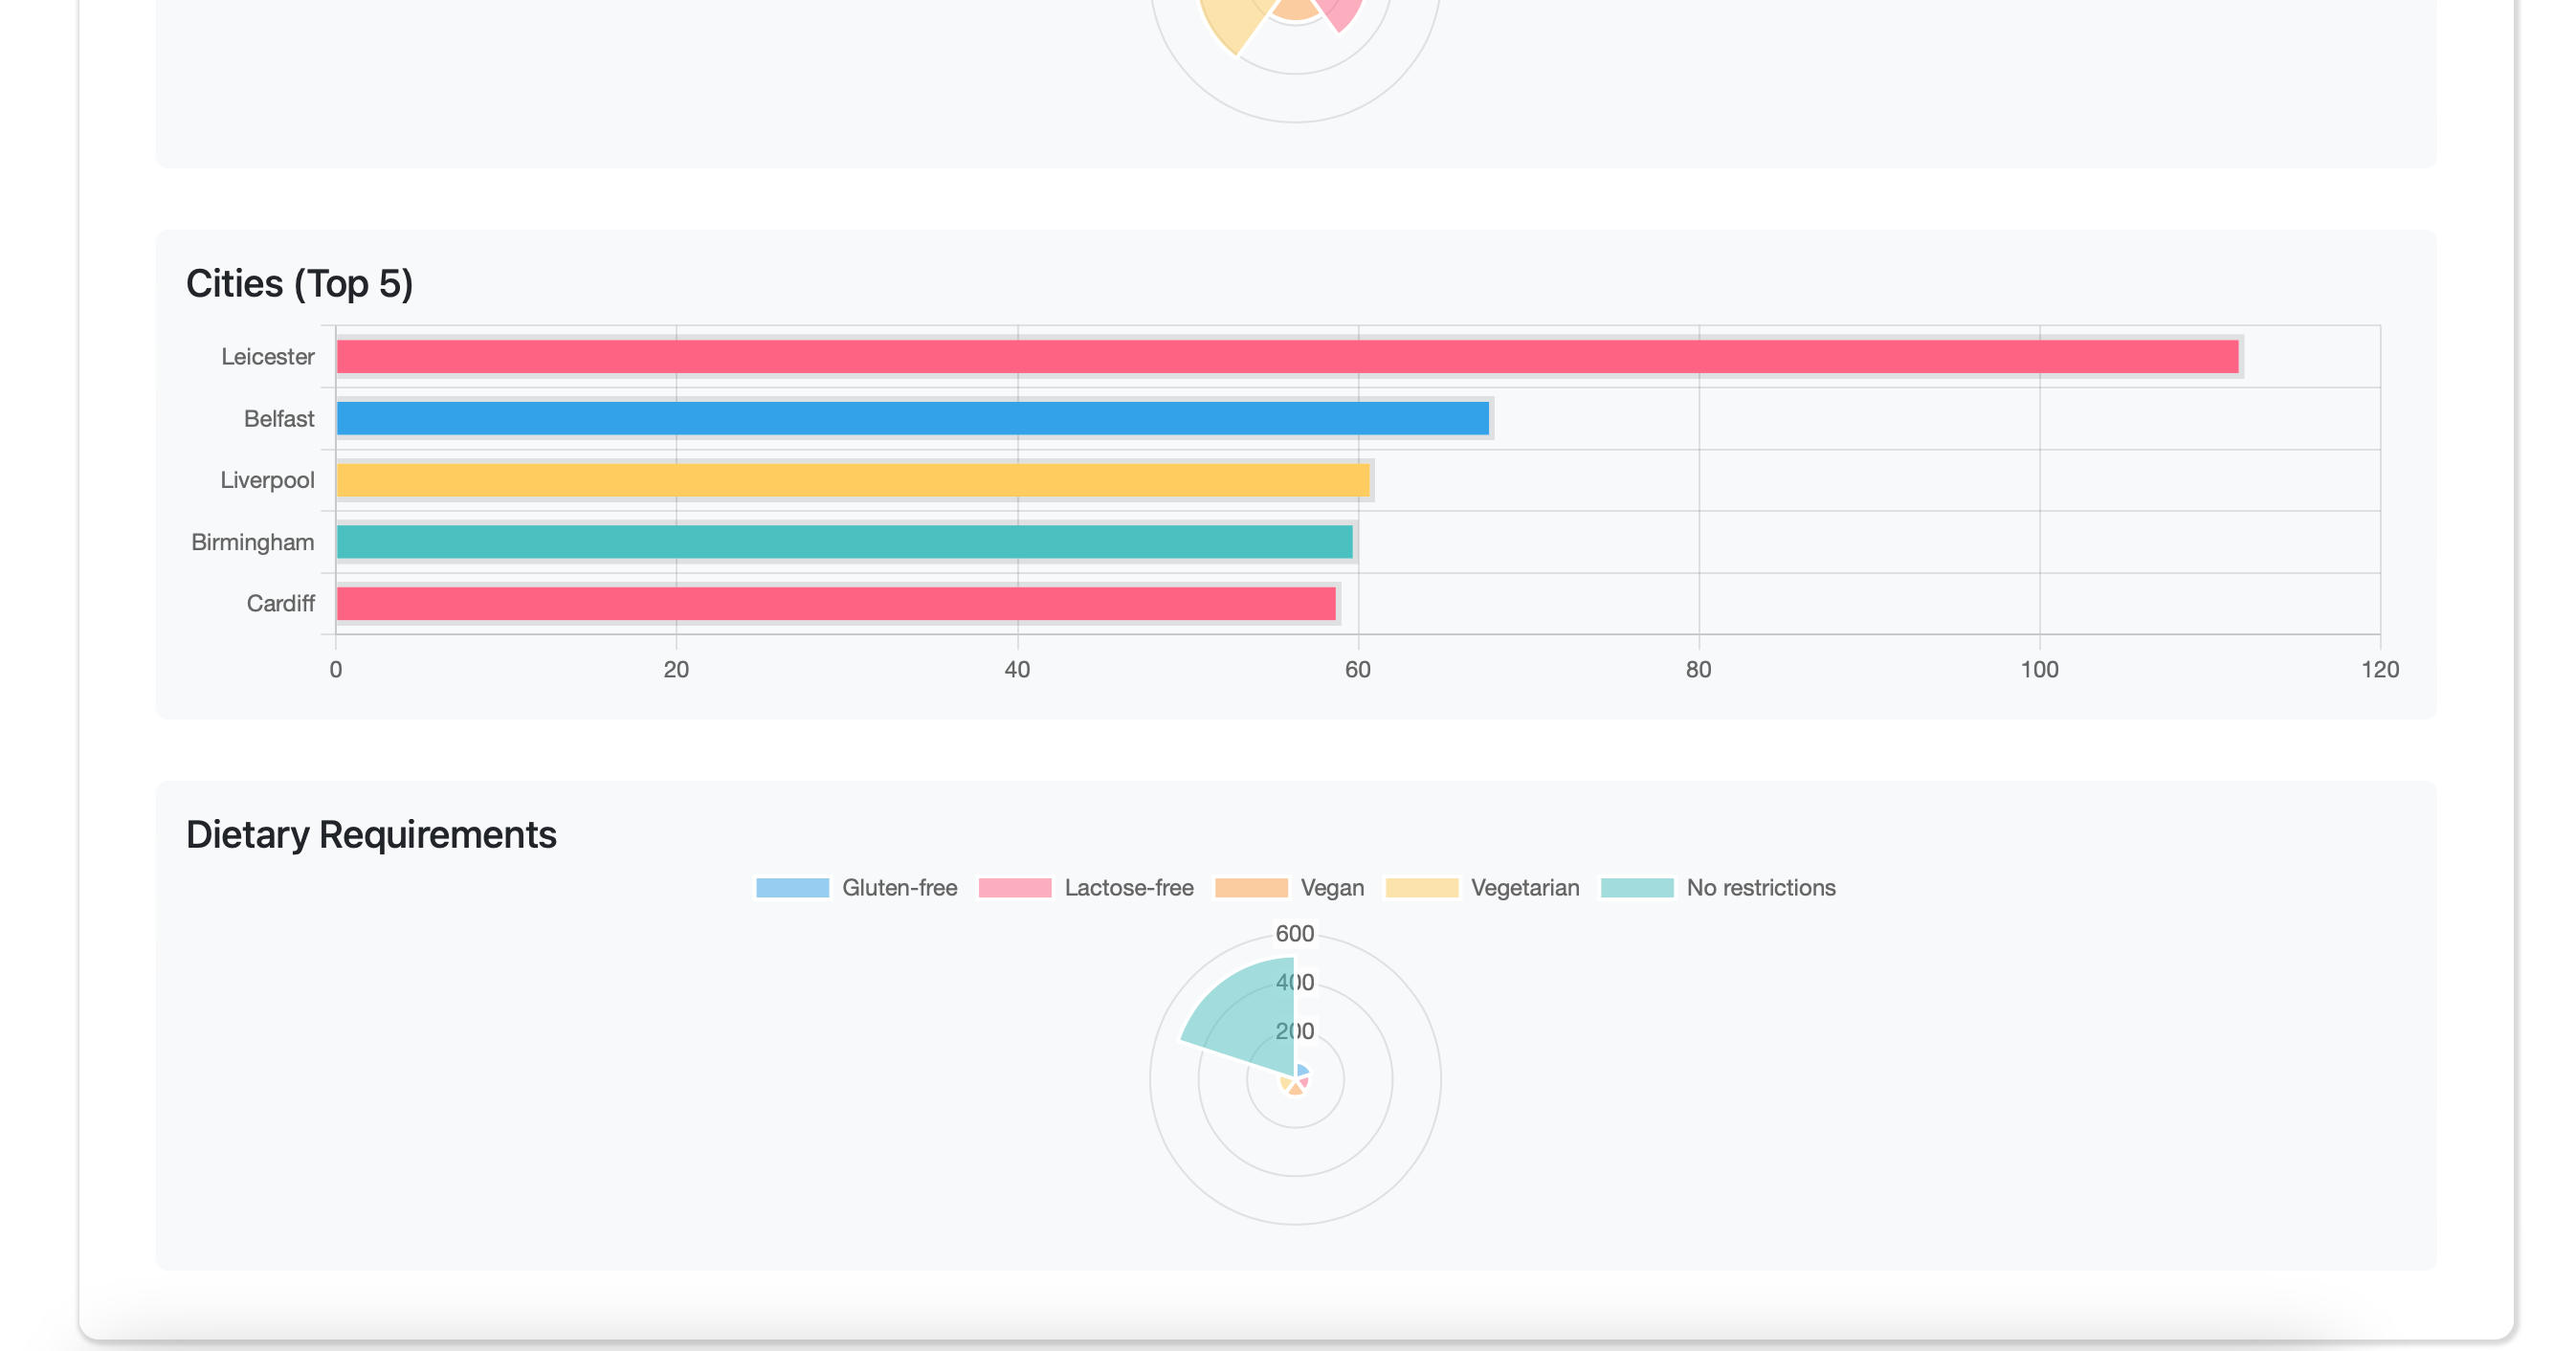 Cities (Top 5)
Leicester
Belfast
Liverpool
Birmingham
Cardiff
0 20 40 60 80 100 120
Dietary Requirements
Gluten-free Lactose-free Vegan Vegetarian No restrictions
600
400
200